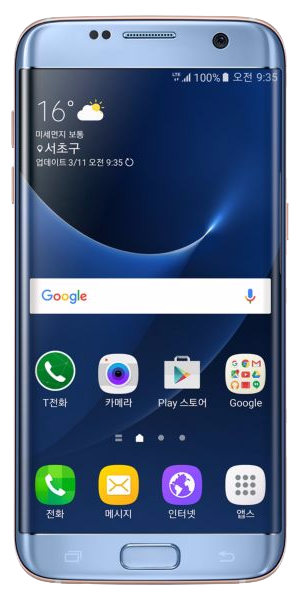 LTE 100% 오전 9:35
16°
미세먼지 보통
서초구
업데이트 3/11 오전 9:35
Google
T전화 카메라 Play 스토어 Google
전화 메시지 인터넷 앱스